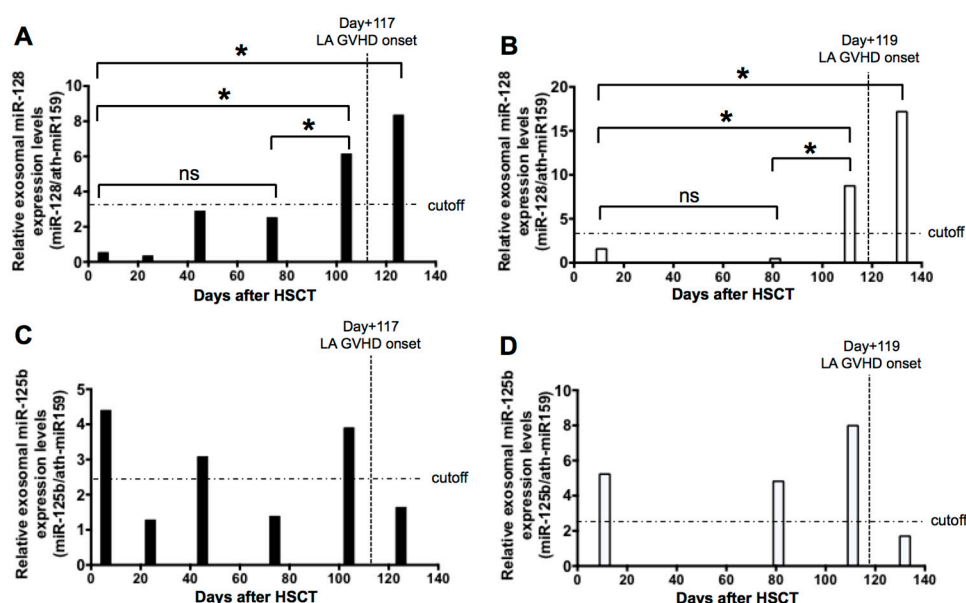 A
Day+117
LA GVHD onset
*
*
*
ns
cutoff
Relative exosomal miR-128
expression levels
(miR-128/ath-miR159)
10
8
6
4
2
0
0 20 40 60 80 100 120 140
Days after HSCT
B
Day+119
LA GVHD onset
*
*
*
ns
cutoff
Relative exosomal miR-128
expression levels
(miR-128/ath-miR159)
20
15
10
5
0
0 20 40 60 80 100 120 140
Days after HSCT
C
Day+117
LA GVHD onset
cutoff
Relative exosomal miR-125b
expression levels
(miR-125b/ath-miR159)
5
4
3
2
1
0
0 20 40 60 80 100 120 140
Days after HSCT
D
Day+119
LA GVHD onset
cutoff
Relative exosomal miR-125b
expression levels
(miR-125b/ath-miR159)
10
8
6
4
2
0
0 20 40 60 80 100 120 140
Days after HSCT